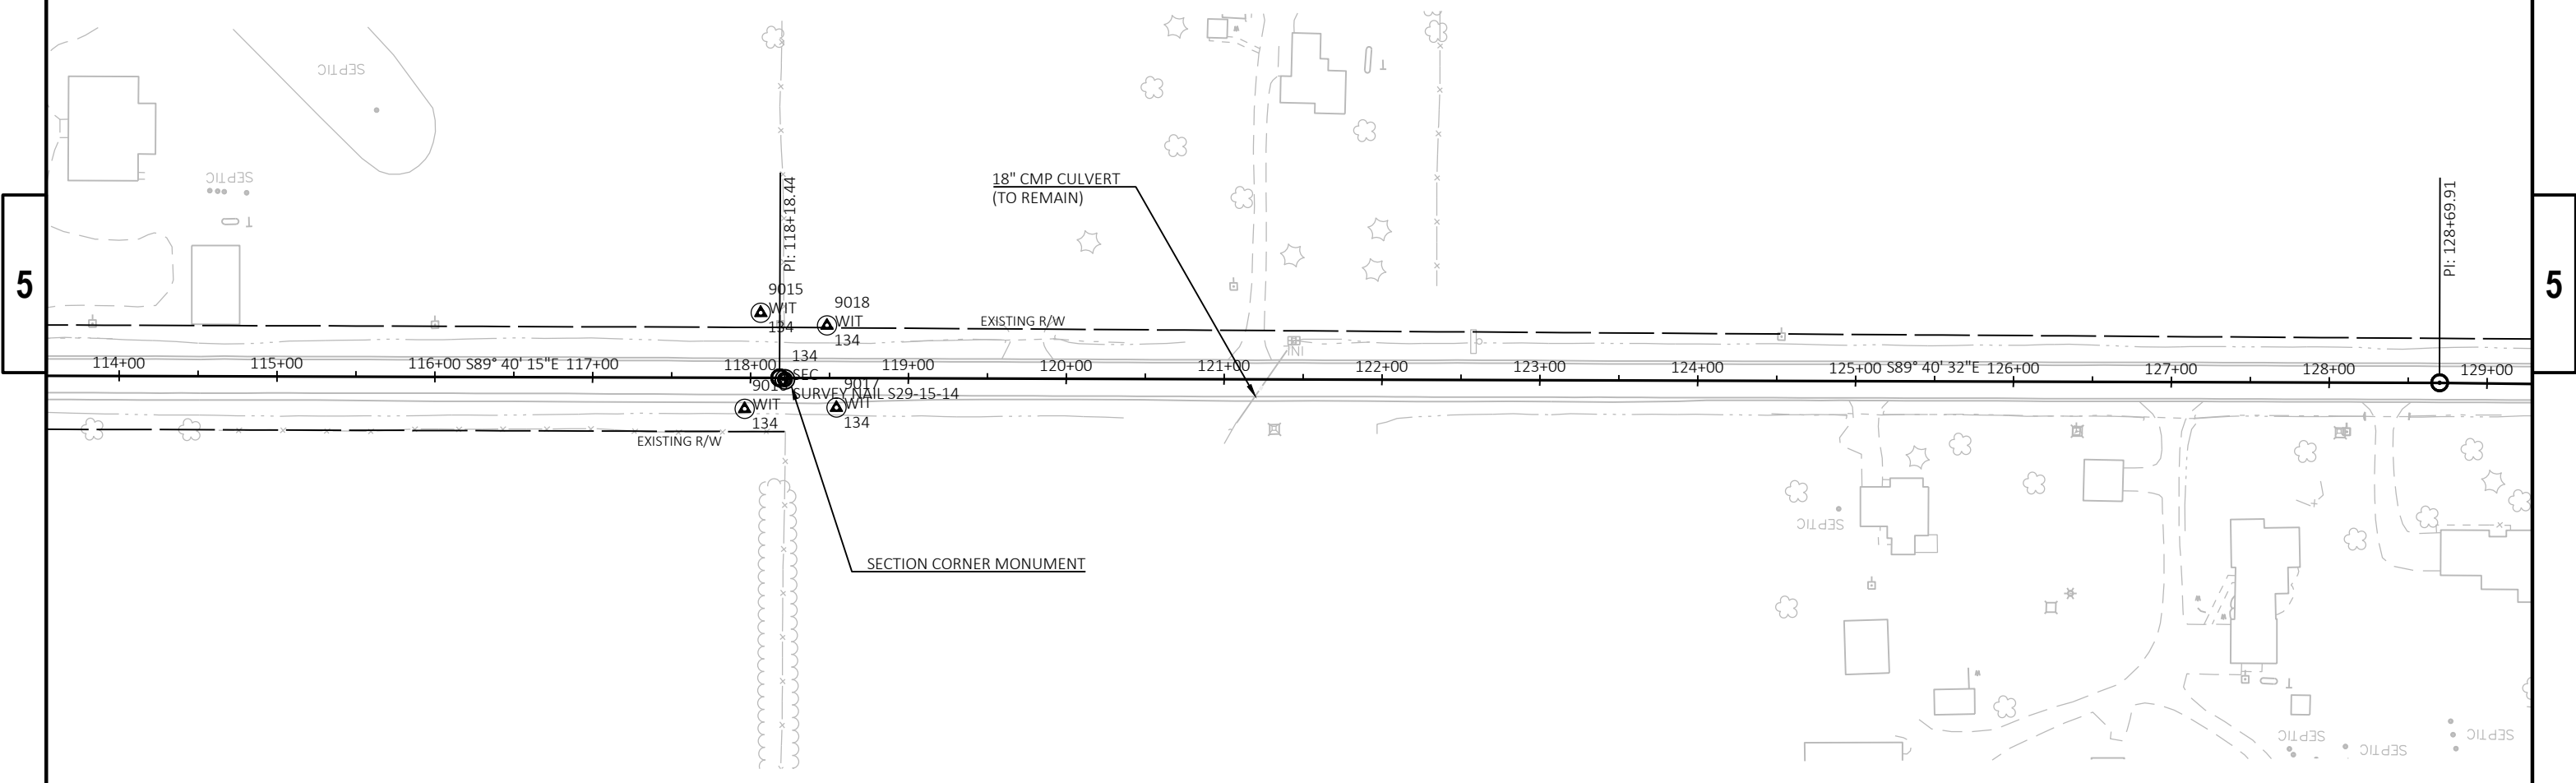 SEPTIC
SEPTIC
5
18" CMP CULVERT
(TO REMAIN)
PI: 118+18.44
PI: 128+69.91
5
9015
WIT
134
9018
WIT
134
EXISTING R/W
INI
114+00
115+00
116+00 S89° 40' 15"E 117+00
118+00
119+00
120+00
121+00
122+00
123+00
124+00
125+00 S89° 40' 32"E 126+00
127+00
128+00
129+00
134
SEC
SURVEY NAIL S29-15-14
WIT
134
9017
WIT
134
EXISTING R/W
SECTION CORNER MONUMENT
SEPTIC
SEPTIC
SEPTIC
SEPTIC